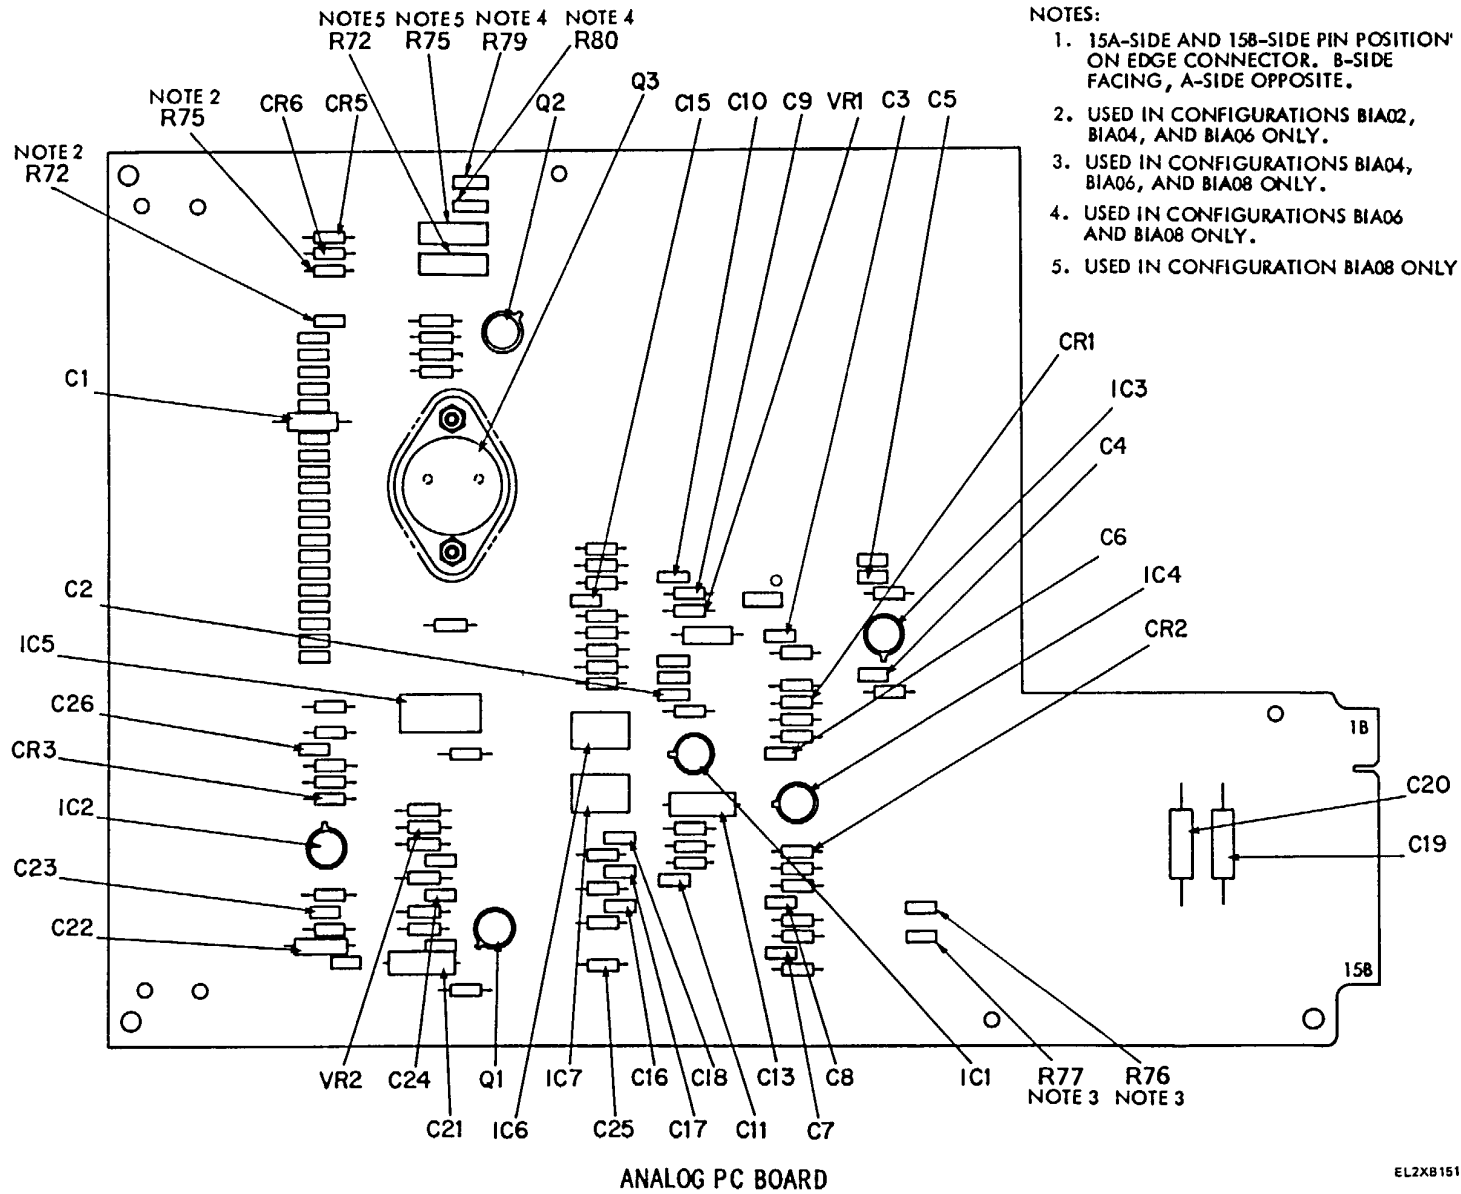 NOTES:
1. 15A-SIDE AND 15B-SIDE PIN POSITION'
ON EDGE CONNECTOR. B-SIDE
FACING, A-SIDE OPPOSITE.
2. USED IN CONFIGURATIONS BIA02,
BIA04, AND BIA06 ONLY.
3. USED IN CONFIGURATIONS BIA04,
BIA06, AND BIA08 ONLY.
4. USED IN CONFIGURATIONS BIA06
AND BIA08 ONLY.
5. USED IN CONFIGURATION BIA08 ONLY
NOTE 5 NOTE 5 NOTE 4 NOTE 4
R72 R75 R79 R80
NOTE 2
R75
CR6 CR5 Q2 Q3 C15 C10 C9 VR1 C3 C5
NOTE 2
R72
C1
C2
IC5
C26
CR3
IC2
C23
C22
CR1
IC3
C4
C6
IC4
CR2
1B
C20
C19
15B
VR2 C24 Q1 IC7 C16 C18 C13 C8 IC1 R77 R76
NOTE 3 NOTE 3
C21 IC6 C25 C17 C11 C7
ANALOG PC BOARD
EL2XB151